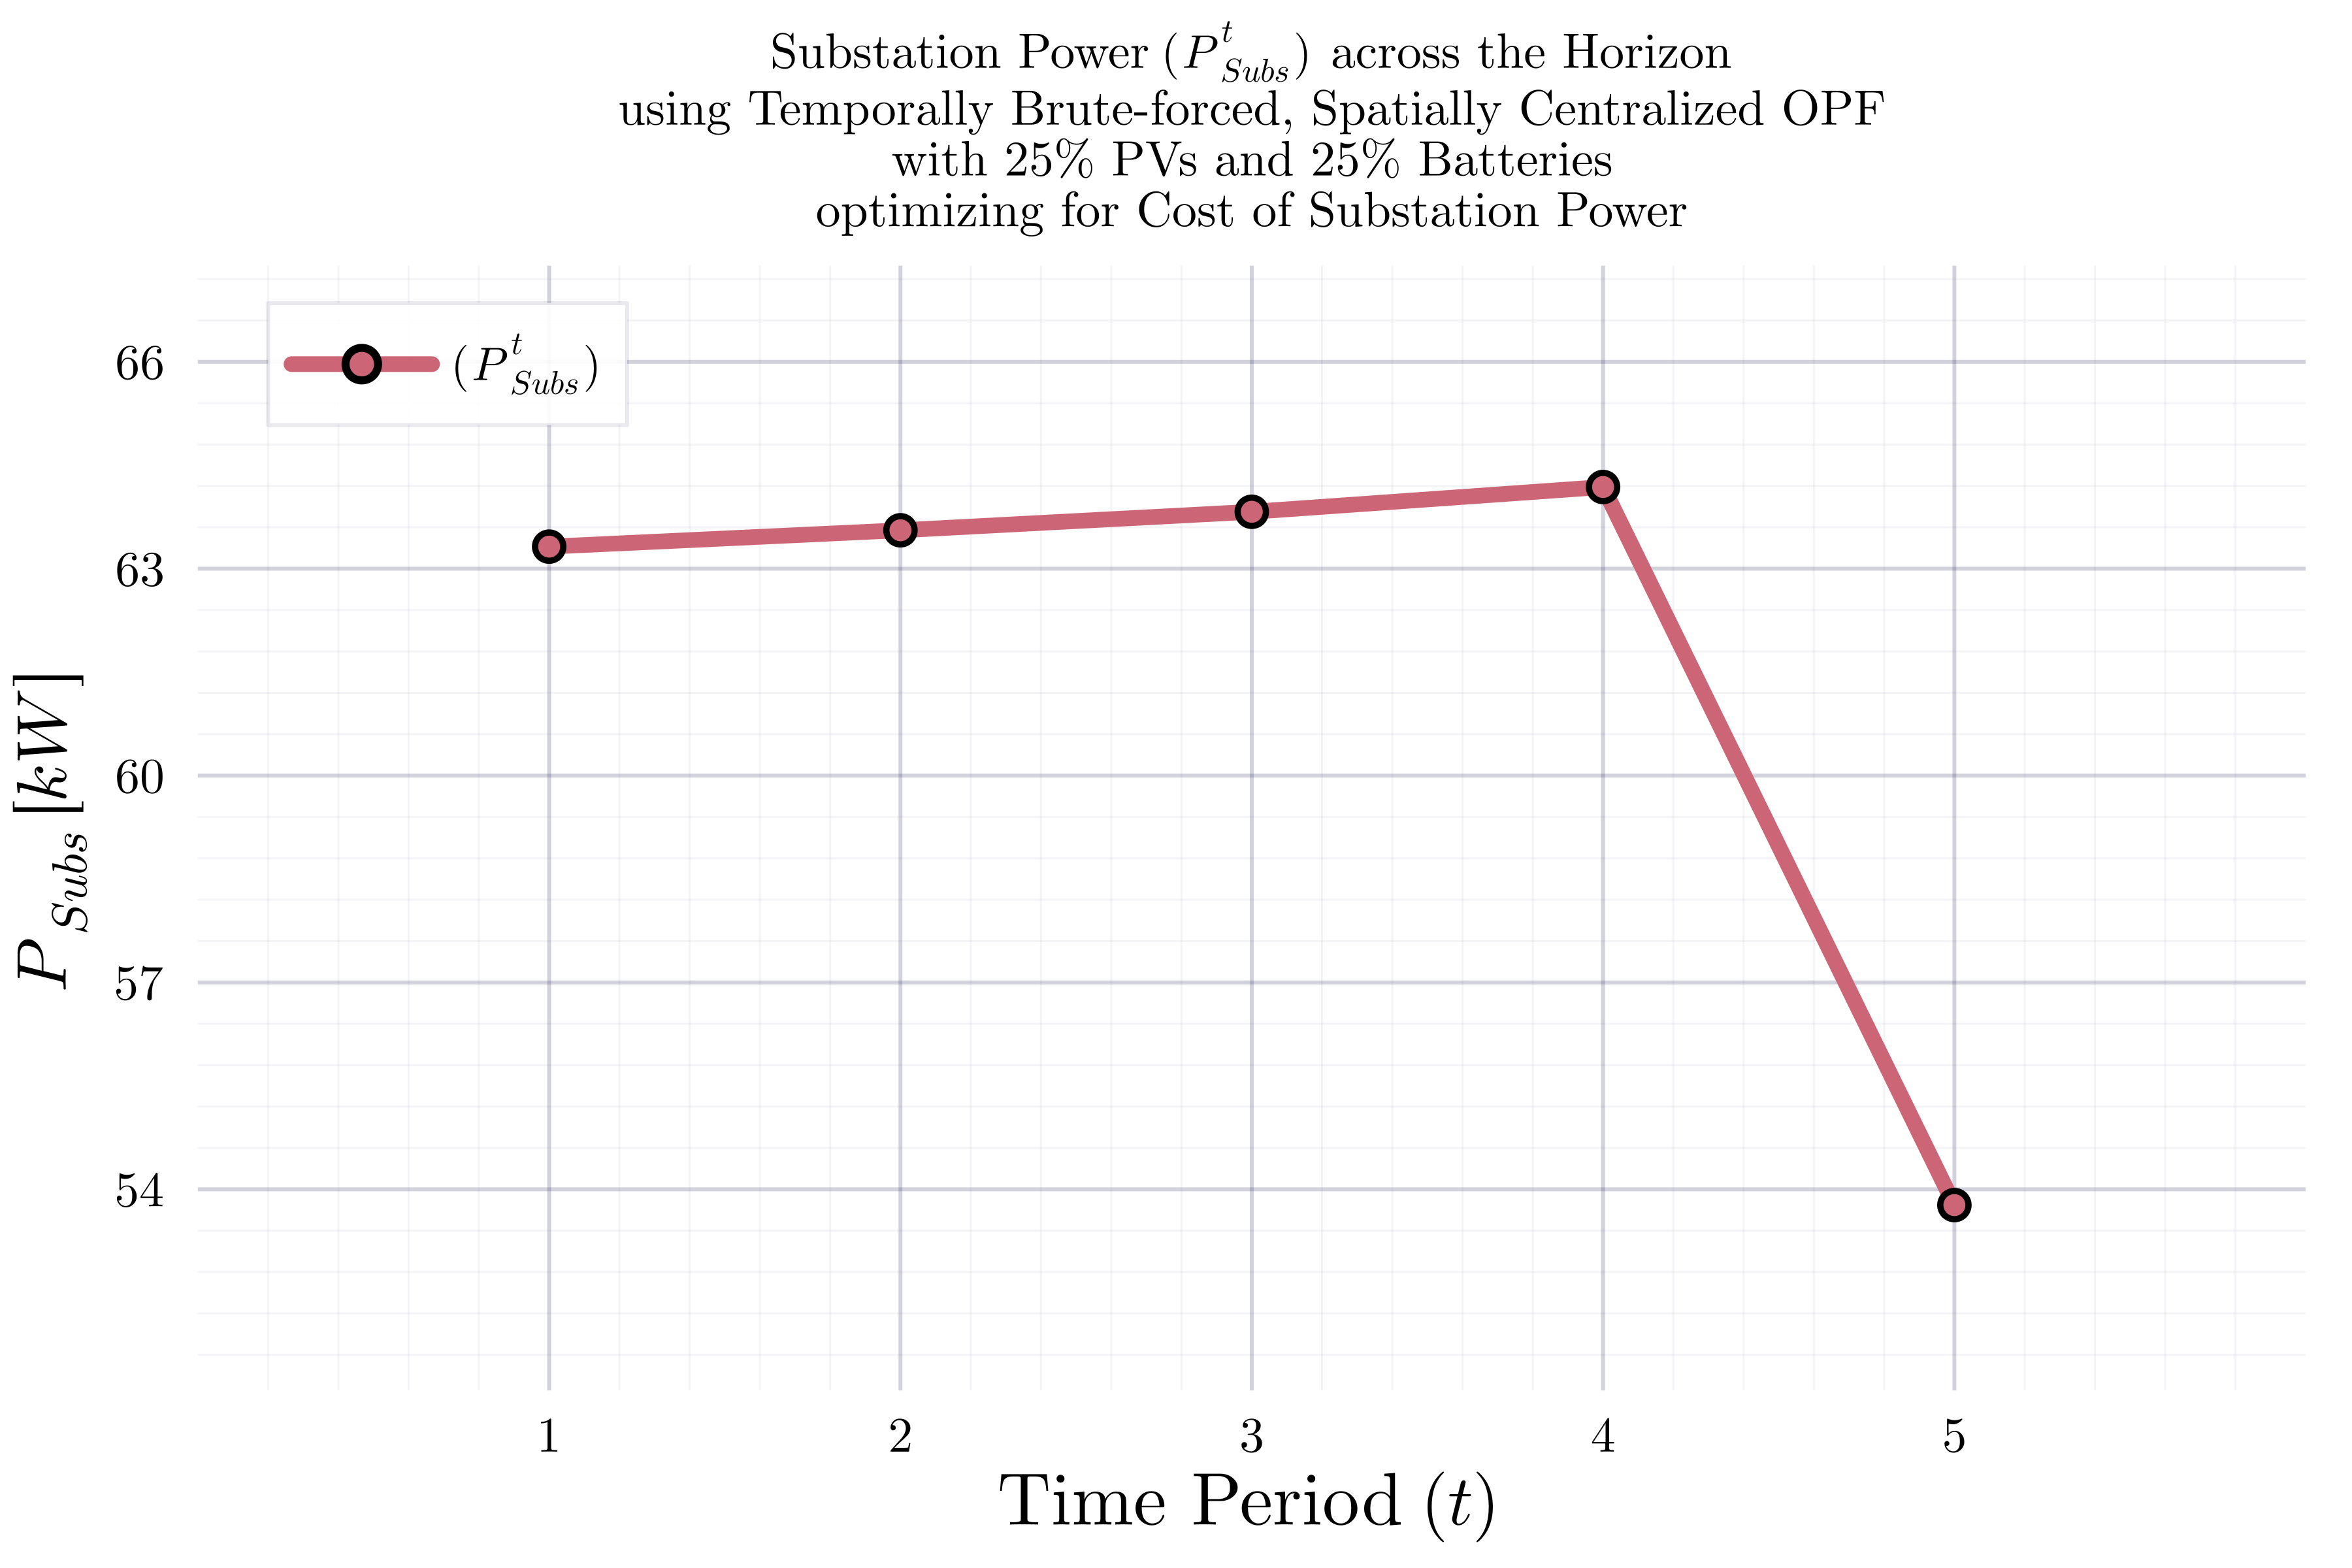 Substation Power (P^t_Subs) across the Horizon
using Temporally Brute-forced, Spatially Centralized OPF
with 25% PVs and 25% Batteries
optimizing for Cost of Substation Power
(P^t_Subs)
66
63
60
57
54
P_Subs [kW]
1 2 3 4 5
Time Period (t)